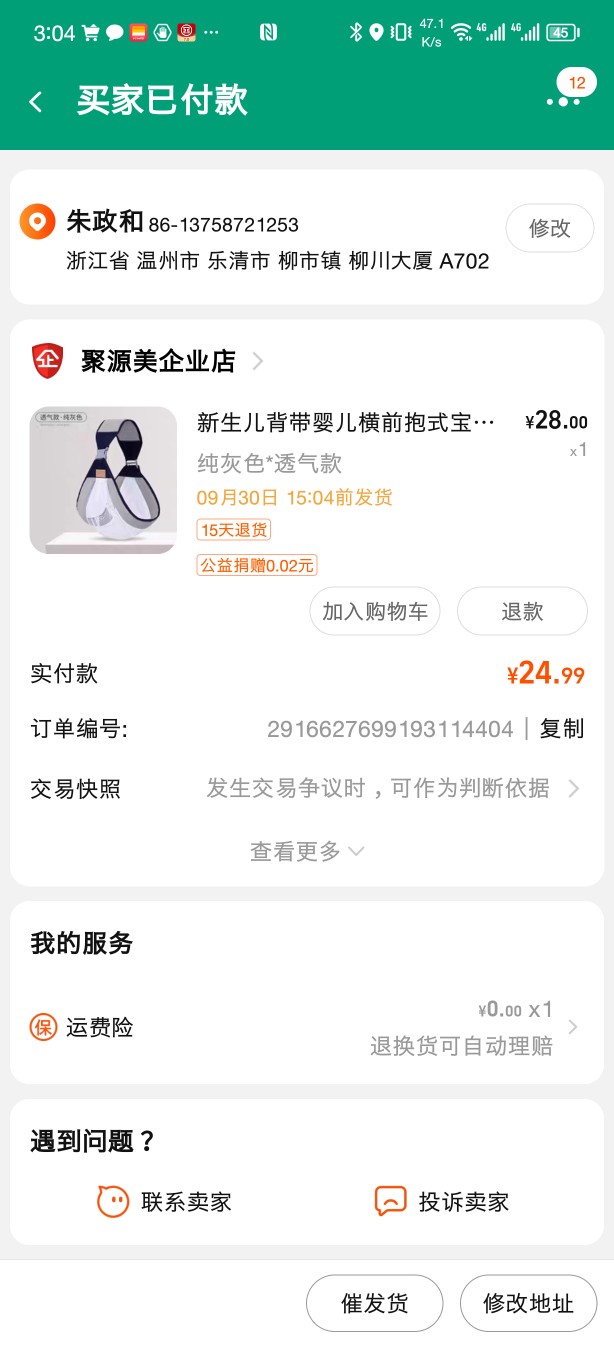 3:04
47.1
K/s
4G
4G
45
买家已付款
12
朱政和 86-13758721253
修改
浙江省 温州市 乐清市 柳市镇 柳川大厦 A702
企 聚源美企业店
透气款·纯灰色
新生儿背带婴儿横前抱式宝… ¥28.00
纯灰色*透气款 x1
09月30日 15:04前发货
15天退货
公益捐赠0.02元
加入购物车 退款
实付款 ¥24.99
订单编号: 2916627699193114404 | 复制
交易快照 发生交易争议时，可作为判断依据
查看更多
我的服务
保 运费险 ¥0.00 x1
退换货可自动理赔
遇到问题？
联系卖家 投诉卖家
催发货 修改地址